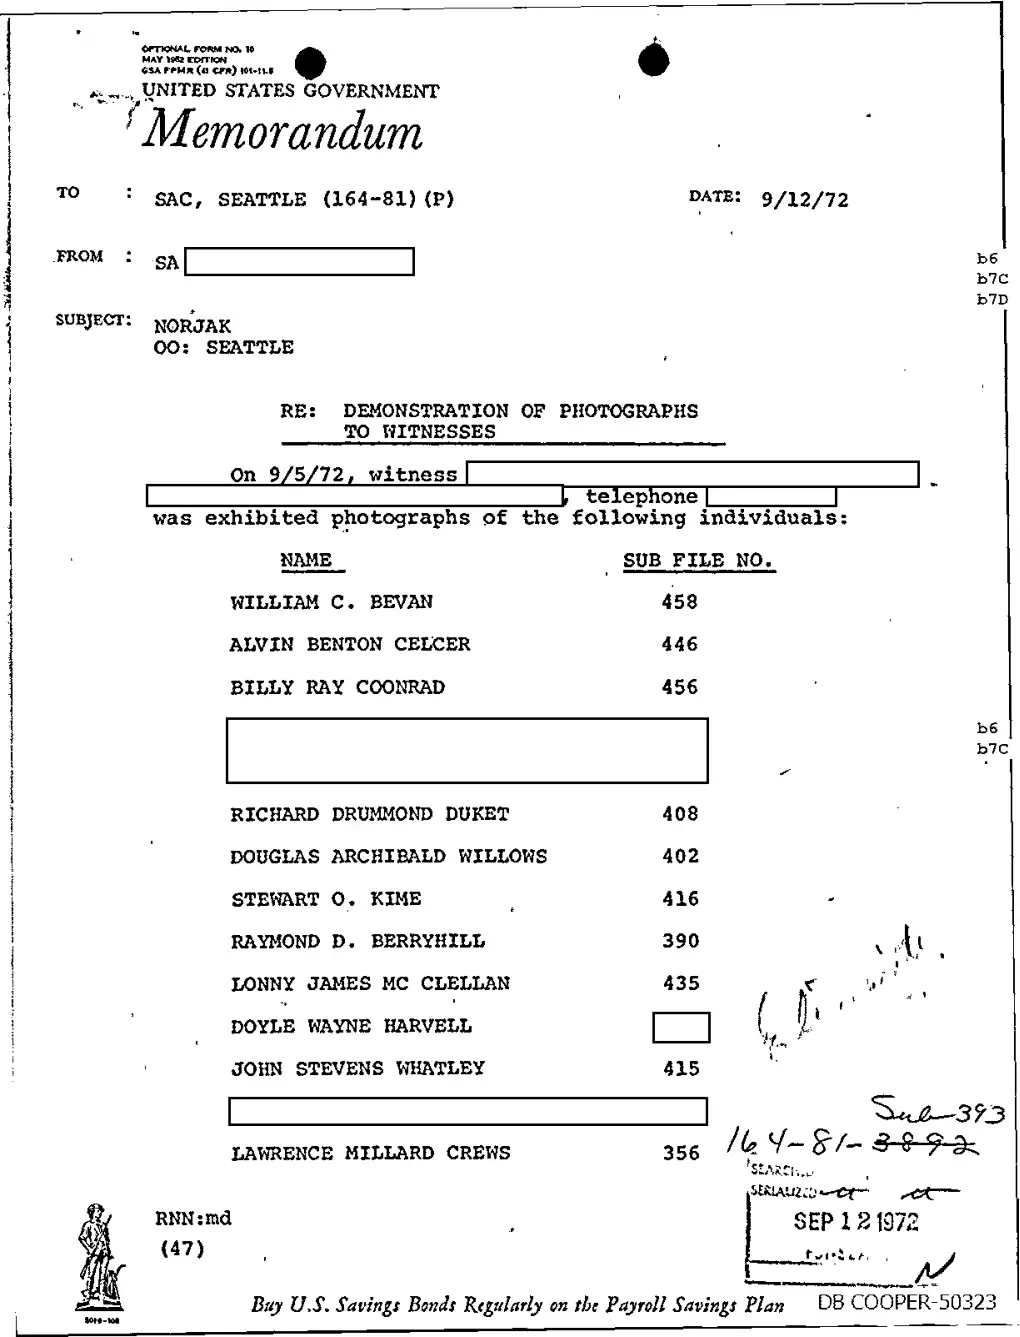 OPTIONAL FORM NO. 10
MAY 1962 EDITION
GSA FPMR (41 CFR) 101-11.6
UNITED STATES GOVERNMENT
Memorandum
TO : SAC, SEATTLE (164-81)(P) DATE: 9/12/72
FROM : SA
b6
b7C
b7D
SUBJECT: NORJAK
OO: SEATTLE
RE: DEMONSTRATION OF PHOTOGRAPHS
TO WITNESSES
On 9/5/72, witness
, telephone
was exhibited photographs of the following individuals:
NAME SUB FILE NO.
WILLIAM C. BEVAN 458
ALVIN BENTON CELCER 446
BILLY RAY COONRAD 456
b6
b7C
RICHARD DRUMMOND DUKET 408
DOUGLAS ARCHIBALD WILLOWS 402
STEWART O. KIME 416
RAYMOND D. BERRYHILL 390
LONNY JAMES MC CLELLAN 435
DOYLE WAYNE HARVELL
JOHN STEVENS WHATLEY 415
Sub-393
164-81-3892
LAWRENCE MILLARD CREWS 356
SERIALIZED
RNN:md
SEP 12 1972
(47)
N
Buy U.S. Savings Bonds Regularly on the Payroll Savings Plan
DB COOPER-50323
5010-108